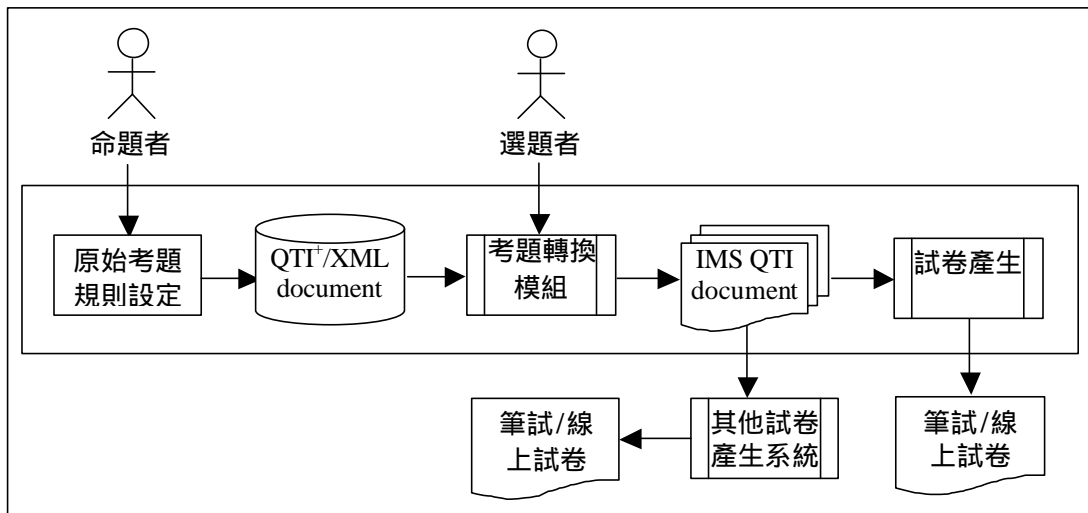 命題者
選題者
原始考題
規則設定
QTI⁺/XML
document
考題轉換
模組
IMS QTI
document
試卷產生
筆試/線
上試卷
其他試卷
產生系統
筆試/線
上試卷